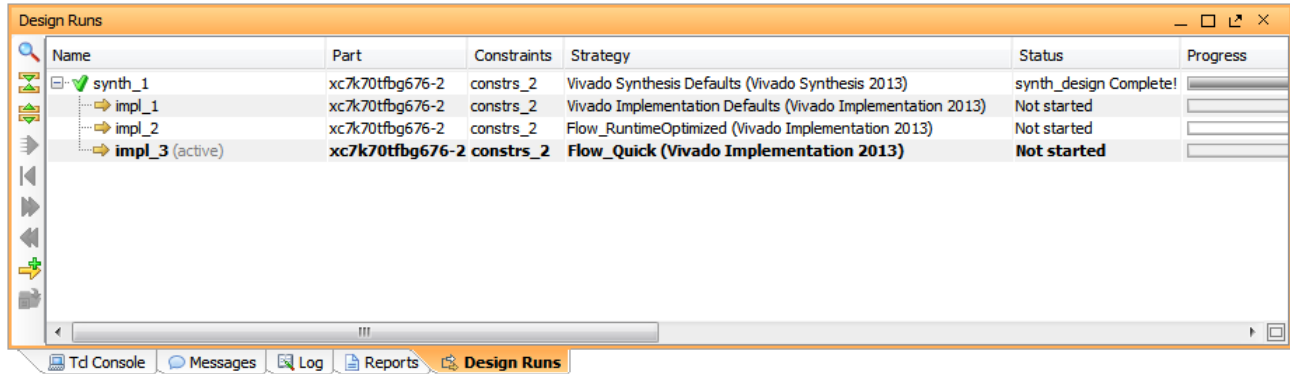 Design Runs
Name Part Constraints Strategy Status Progress
synth_1 xc7k70tfbg676-2 constrs_2 Vivado Synthesis Defaults (Vivado Synthesis 2013) synth_design Complete!
impl_1 xc7k70tfbg676-2 constrs_2 Vivado Implementation Defaults (Vivado Implementation 2013) Not started
impl_2 xc7k70tfbg676-2 constrs_2 Flow_RuntimeOptimized (Vivado Implementation 2013) Not started
impl_3 (active) xc7k70tfbg676-2 constrs_2 Flow_Quick (Vivado Implementation 2013) Not started
Tcl Console Messages Log Reports Design Runs